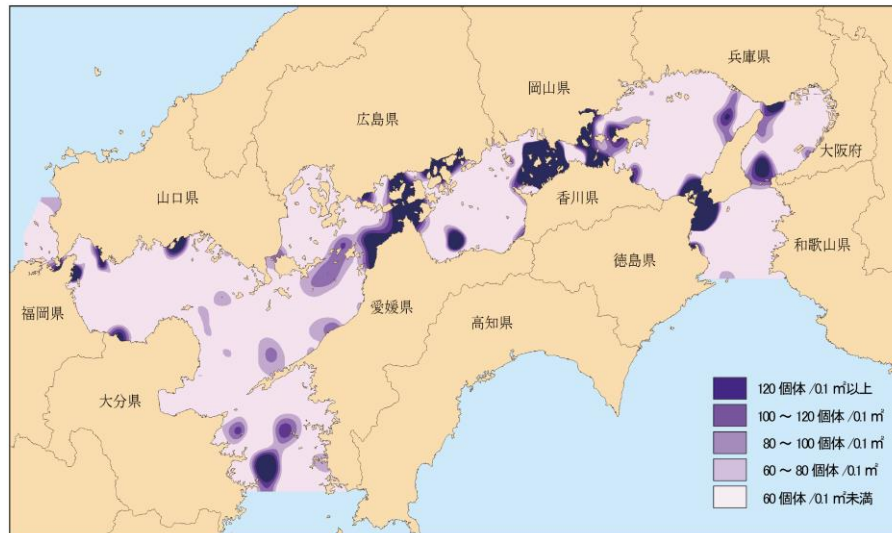 兵庫県
岡山県
広島県
大阪府
山口県
香川県
和歌山県
徳島県
福岡県
愛媛県
高知県
大分県
120 個体 /0.1 ㎡以上
100 ~ 120 個体 /0.1 ㎡
80 ~ 100 個体 /0.1 ㎡
60 ~ 80 個体 /0.1 ㎡
60 個体 /0.1 ㎡未満